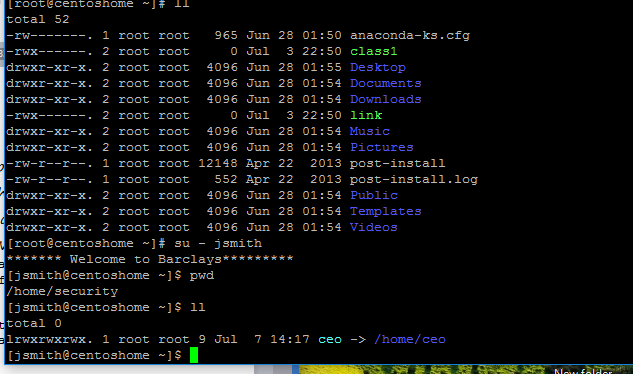 [root@centoshome ~]# ll
total 52
-rw-------. 1 root root   965 Jun 28 01:50 anaconda-ks.cfg
-rwx------. 2 root root     0 Jul  3 22:50 class1
drwxr-xr-x. 2 root root  4096 Jun 28 01:55 Desktop
drwxr-xr-x. 2 root root  4096 Jun 28 01:54 Documents
drwxr-xr-x. 2 root root  4096 Jun 28 01:54 Downloads
-rwx------. 2 root root     0 Jul  3 22:50 link
drwxr-xr-x. 2 root root  4096 Jun 28 01:54 Music
drwxr-xr-x. 2 root root  4096 Jun 28 01:54 Pictures
-rw-r--r--. 1 root root 12148 Apr 22  2013 post-install
-rw-r--r--. 1 root root   552 Apr 22  2013 post-install.log
drwxr-xr-x. 2 root root  4096 Jun 28 01:54 Public
drwxr-xr-x. 2 root root  4096 Jun 28 01:54 Templates
drwxr-xr-x. 2 root root  4096 Jun 28 01:54 Videos
[root@centoshome ~]# su - jsmith
******* Welcome to Barclays*********
[jsmith@centoshome ~]$ pwd
/home/security
[jsmith@centoshome ~]$ ll
total 0
lrwxrwxrwx. 1 root root 9 Jul  7 14:17 ceo -> /home/ceo
[jsmith@centoshome ~]$
New folder